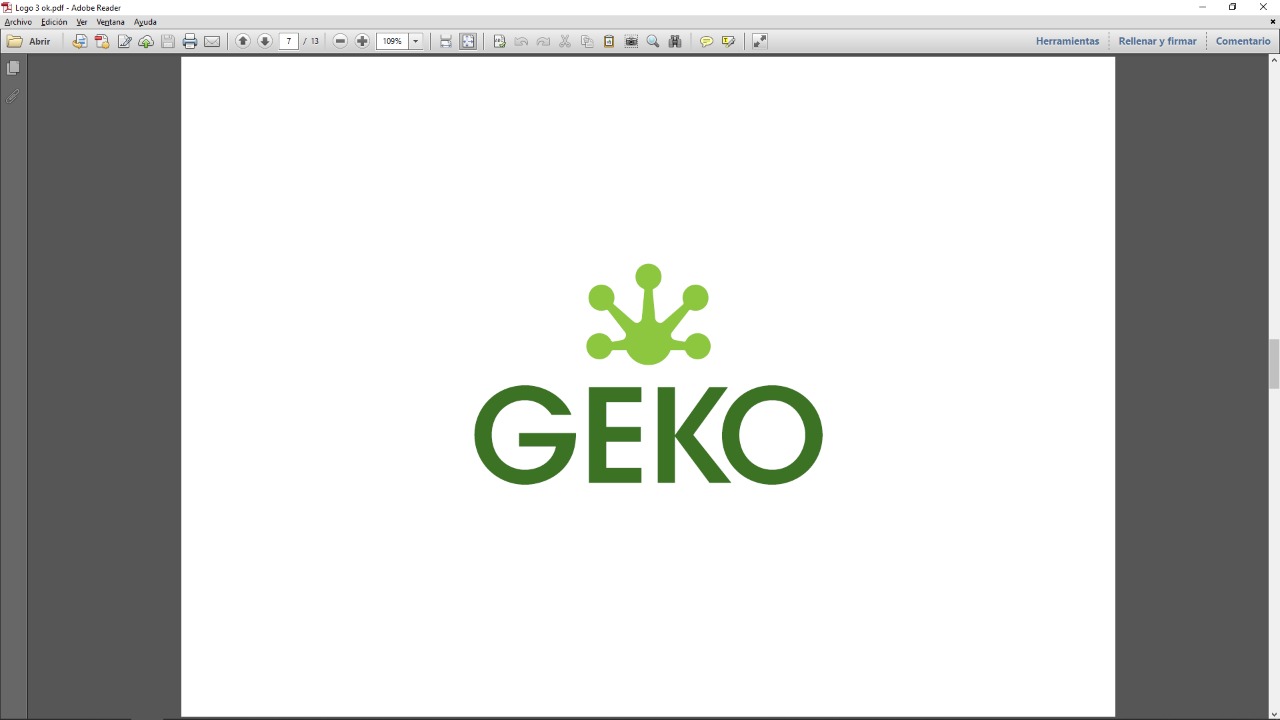 Logo 3 ok.pdf - Adobe Reader
Archivo Edición Ver Ventana Ayuda
Abrir 7 / 13 109% Herramientas Rellenar y firmar Comentario
GEKO